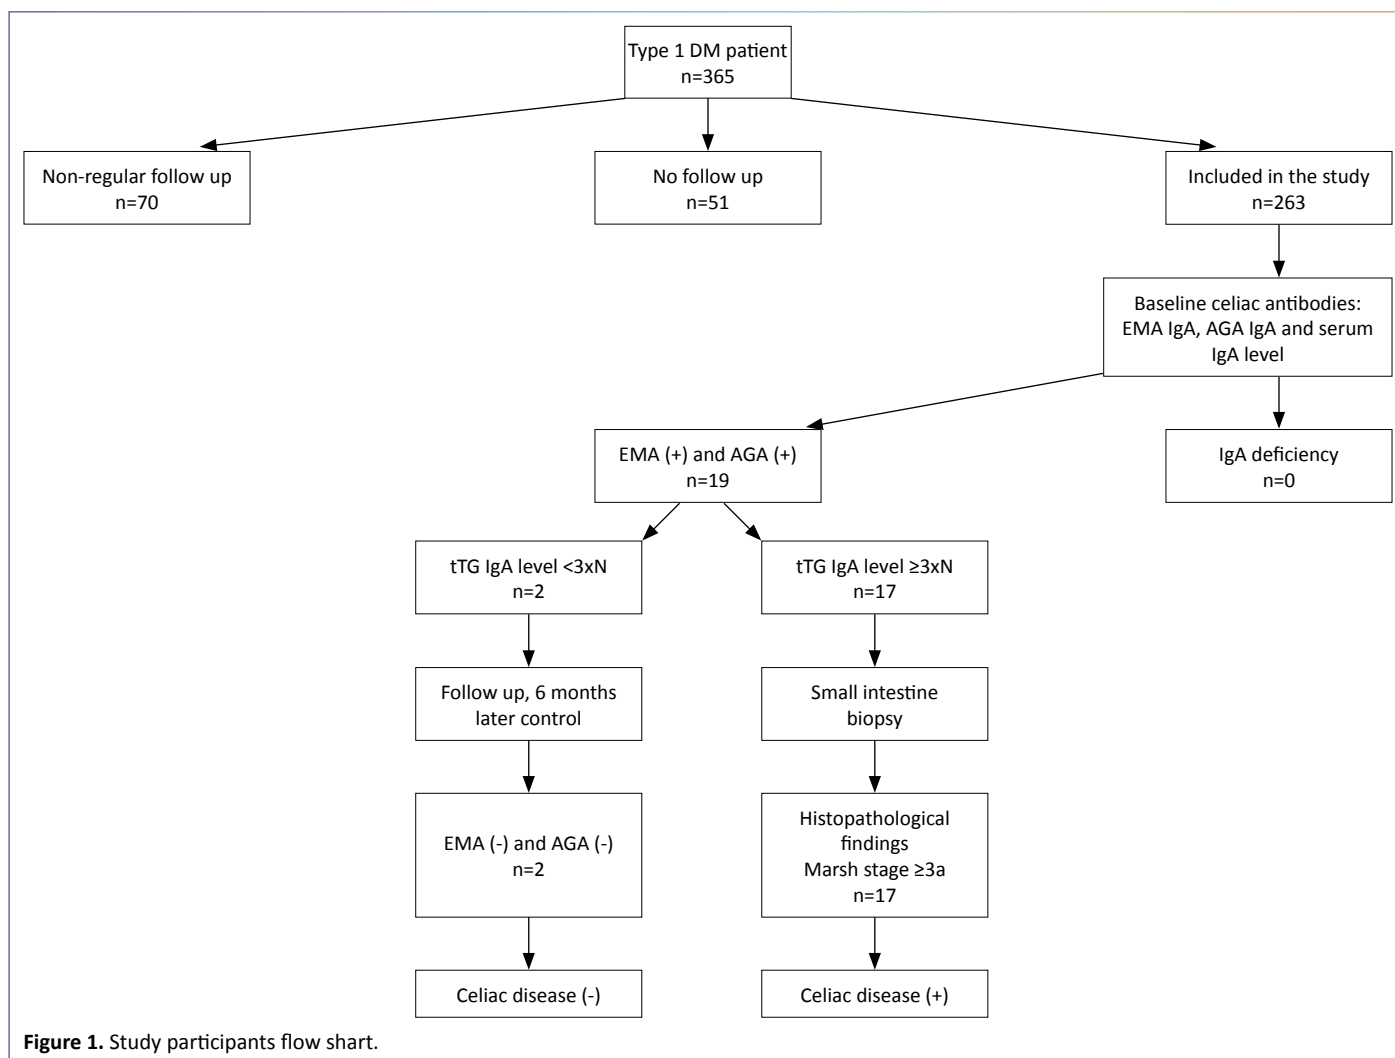 Type 1 DM patient
n=365
Non-regular follow up
n=70
No follow up
n=51
Included in the study
n=263
Baseline celiac antibodies:
EMA IgA, AGA IgA and serum
IgA level
EMA (+) and AGA (+)
n=19
IgA deficiency
n=0
tTG IgA level <3xN
n=2
tTG IgA level ≥3xN
n=17
Follow up, 6 months
later control
Small intestine
biopsy
EMA (-) and AGA (-)
n=2
Histopathological
findings
Marsh stage ≥3a
n=17
Celiac disease (-)
Celiac disease (+)
Figure 1. Study participants flow shart.